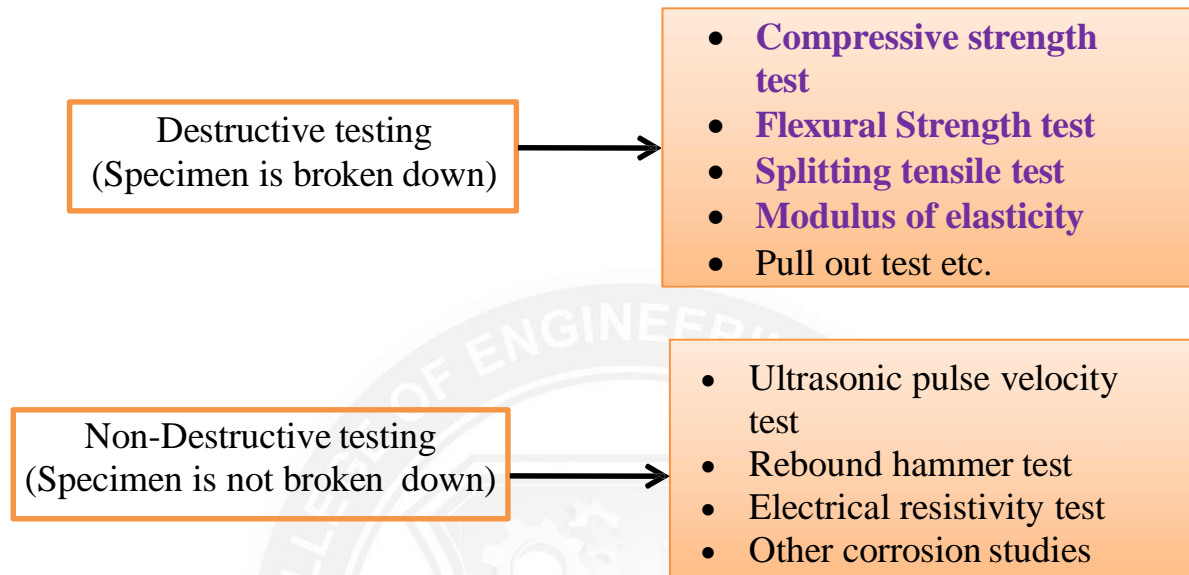 Destructive testing
(Specimen is broken down)
• Compressive strength
test
• Flexural Strength test
• Splitting tensile test
• Modulus of elasticity
• Pull out test etc.
Non-Destructive testing
(Specimen is not broken down)
• Ultrasonic pulse velocity
test
• Rebound hammer test
• Electrical resistivity test
• Other corrosion studies
OF ENGINEERIN